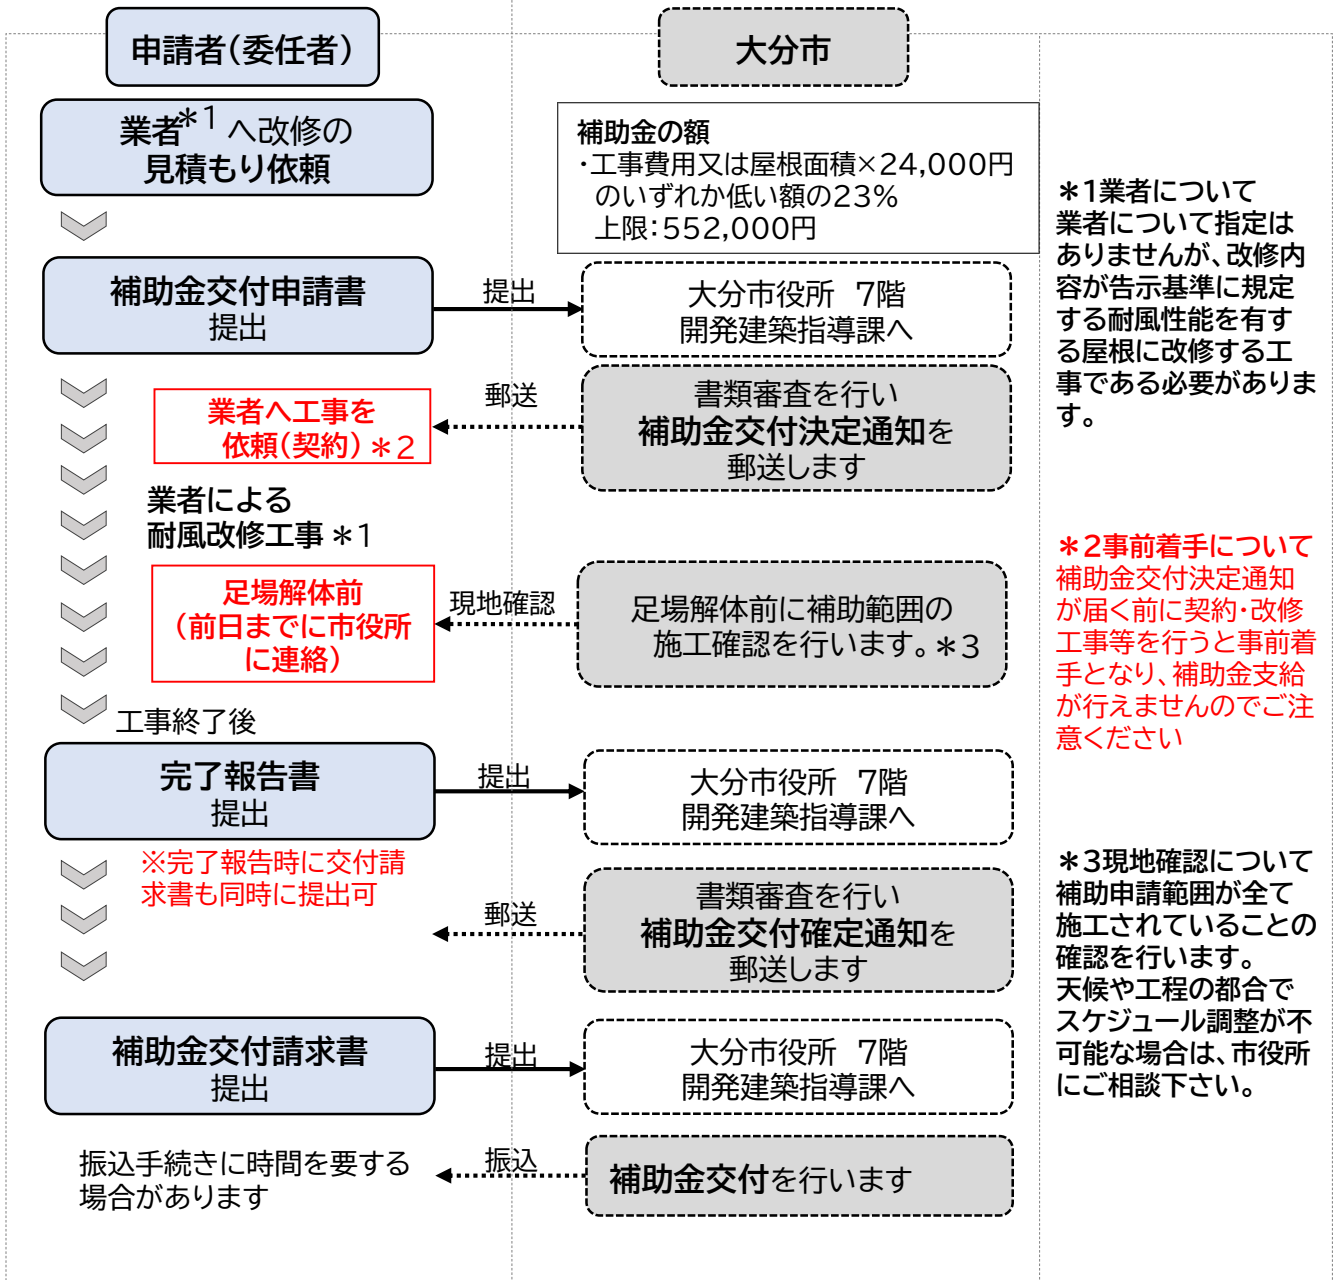 申請者（委任者）
大分市
業者＊1 へ改修の
見積もり依頼
補助金の額
・工事費用又は屋根面積×24,000円
のいずれか低い額の23%
上限：552,000円
補助金交付申請書
提出
提出
大分市役所　7階
開発建築指導課へ
業者へ工事を
依頼（契約）＊2
郵送
書類審査を行い
補助金交付決定通知を
郵送します
業者による
耐風改修工事＊1
足場解体前
（前日までに市役所
に連絡）
現地確認
足場解体前に補助範囲の
施工確認を行います。＊3
工事終了後
完了報告書
提出
提出
大分市役所　7階
開発建築指導課へ
※完了報告時に交付請
求書も同時に提出可
郵送
書類審査を行い
補助金交付確定通知を
郵送します
補助金交付請求書
提出
提出
大分市役所　7階
開発建築指導課へ
振込手続きに時間を要する
場合があります
振込
補助金交付を行います
＊1業者について
業者について指定は
ありませんが、改修内
容が告示基準に規定
する耐風性能を有す
る屋根に改修する工
事である必要がありま
す。
＊2事前着手について
補助金交付決定通知
が届く前に契約・改修
工事等を行うと事前着
手となり、補助金支給
が行えませんのでご注
意ください
＊3現地確認について
補助申請範囲が全て
施工されていることの
確認を行います。
天候や工程の都合で
スケジュール調整が不
可能な場合は、市役所
にご相談下さい。